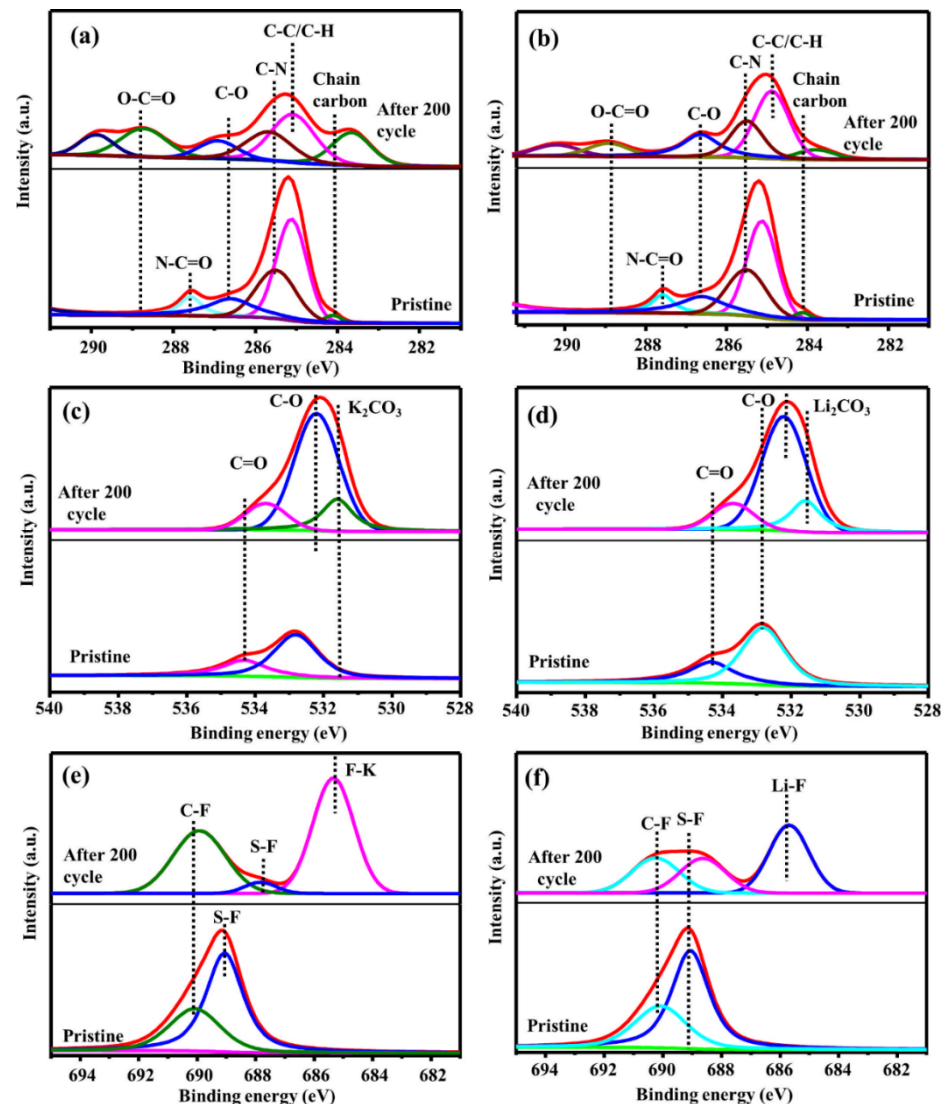 (a)
C-C/C-H
C-N
O-C=O
C-O
Chain
carbon
After 200
cycle
N-C=O
Pristine
Intensity (a.u.)
290 288 286 284 282
Binding energy (eV)
(b)
C-C/C-H
C-N
O-C=O
C-O
Chain
carbon
After 200
cycle
N-C=O
Pristine
Intensity (a.u.)
290 288 286 284 282
Binding energy (eV)
(c)
C-O
K₂CO₃
C=O
After 200
cycle
Pristine
Intensity (a.u.)
540 538 536 534 532 530 528
Binding energy (eV)
(d)
C-O
Li₂CO₃
C=O
After 200
cycle
Pristine
Intensity (a.u.)
540 538 536 534 532 530 528
Binding energy (eV)
(e)
F-K
C-F
After 200
cycle
S-F
S-F
Pristine
Intensity (a.u.)
694 692 690 688 686 684 682
Binding energy (eV)
(f)
Li-F
C-F
S-F
After 200
cycle
Pristine
Intensity (a.u.)
694 692 690 688 686 684 682
Binding energy (eV)